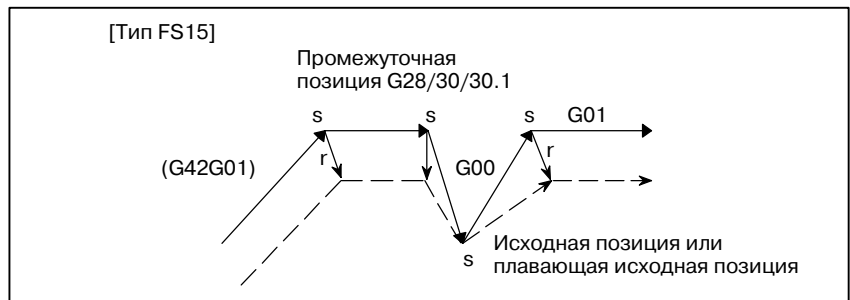 [Тип FS15]
Промежуточная
позиция G28/30/30.1
s s s G01
r r
(G42G01) G00
s
Исходная позиция или
плавающая исходная позиция